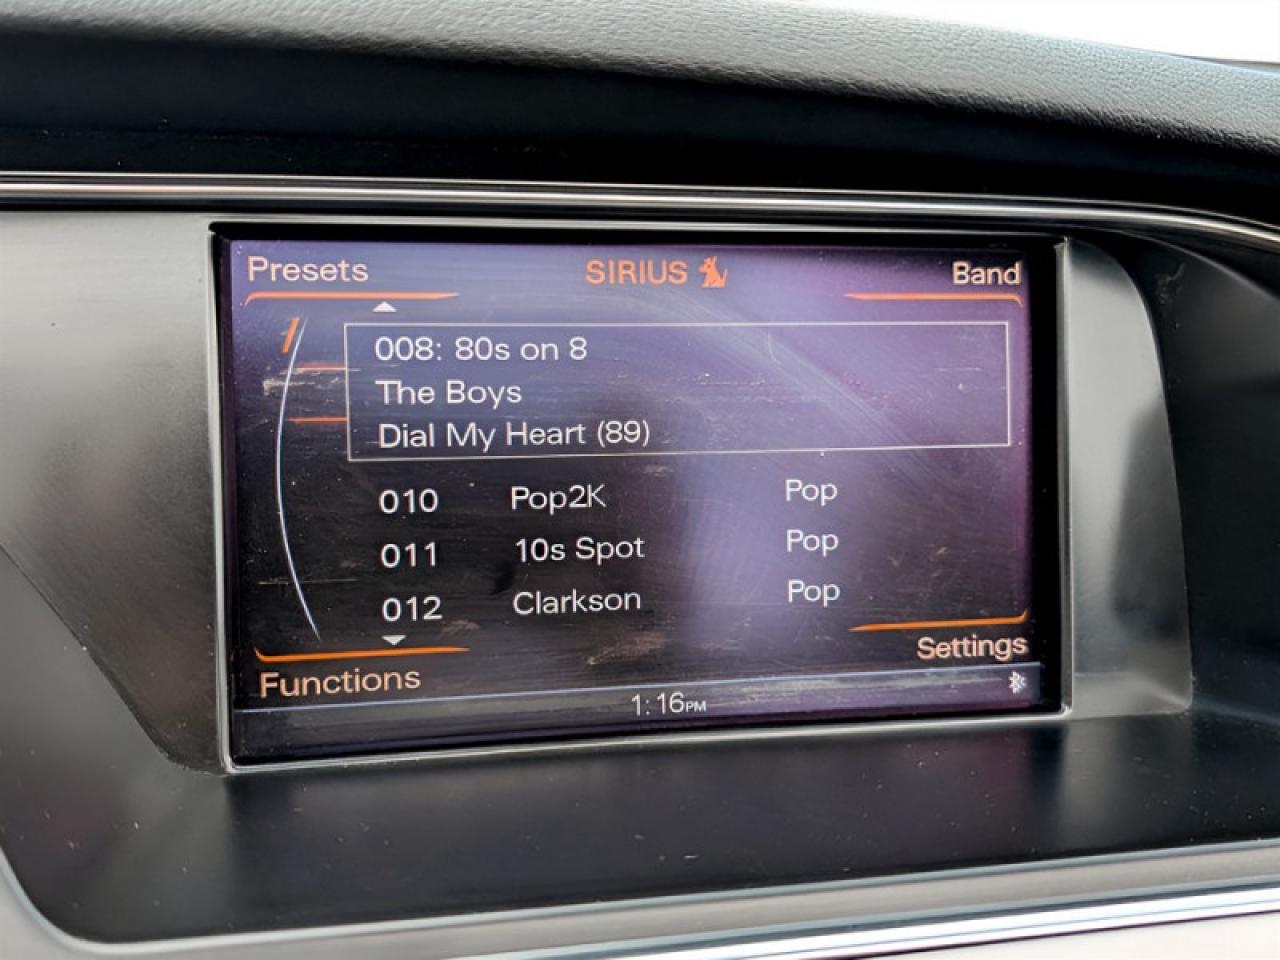 Presets SIRIUS Band
1
008: 80s on 8
The Boys
Dial My Heart (89)
010 Pop2K Pop
011 10s Spot Pop
012 Clarkson Pop
Settings
Functions
1:16PM